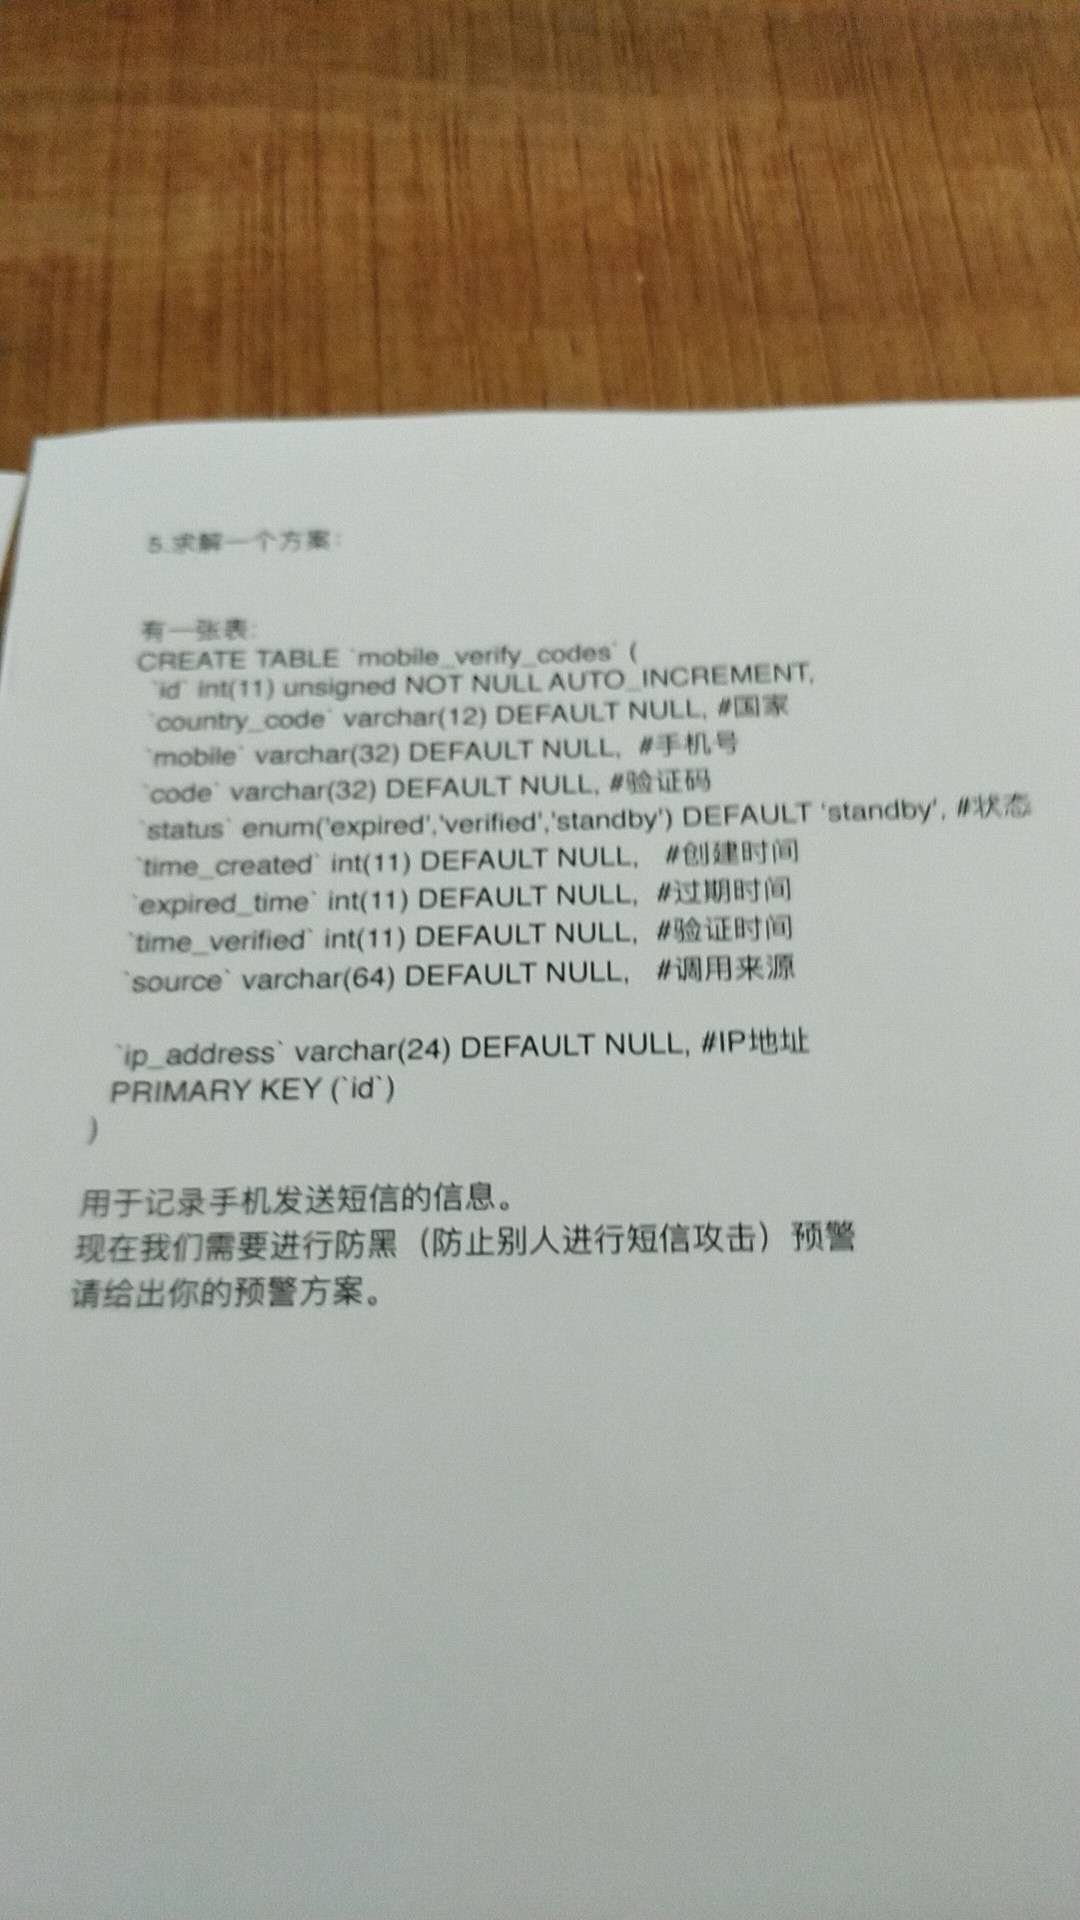 5.求解一个方案:
有一张表:
CREATE TABLE `mobile_verify_codes` (
`id` int(11) unsigned NOT NULL AUTO_INCREMENT,
`country_code` varchar(12) DEFAULT NULL, #国家
`mobile` varchar(32) DEFAULT NULL, #手机号
`code` varchar(32) DEFAULT NULL, #验证码
`status` enum('expired','verified','standby') DEFAULT 'standby', #状态
`time_created` int(11) DEFAULT NULL, #创建时间
`expired_time` int(11) DEFAULT NULL, #过期时间
`time_verified` int(11) DEFAULT NULL, #验证时间
`source` varchar(64) DEFAULT NULL, #调用来源
`ip_address` varchar(24) DEFAULT NULL, #IP地址
PRIMARY KEY (`id`)
)
用于记录手机发送短信的信息。
现在我们需要进行防黑（防止别人进行短信攻击）预警
请给出你的预警方案。